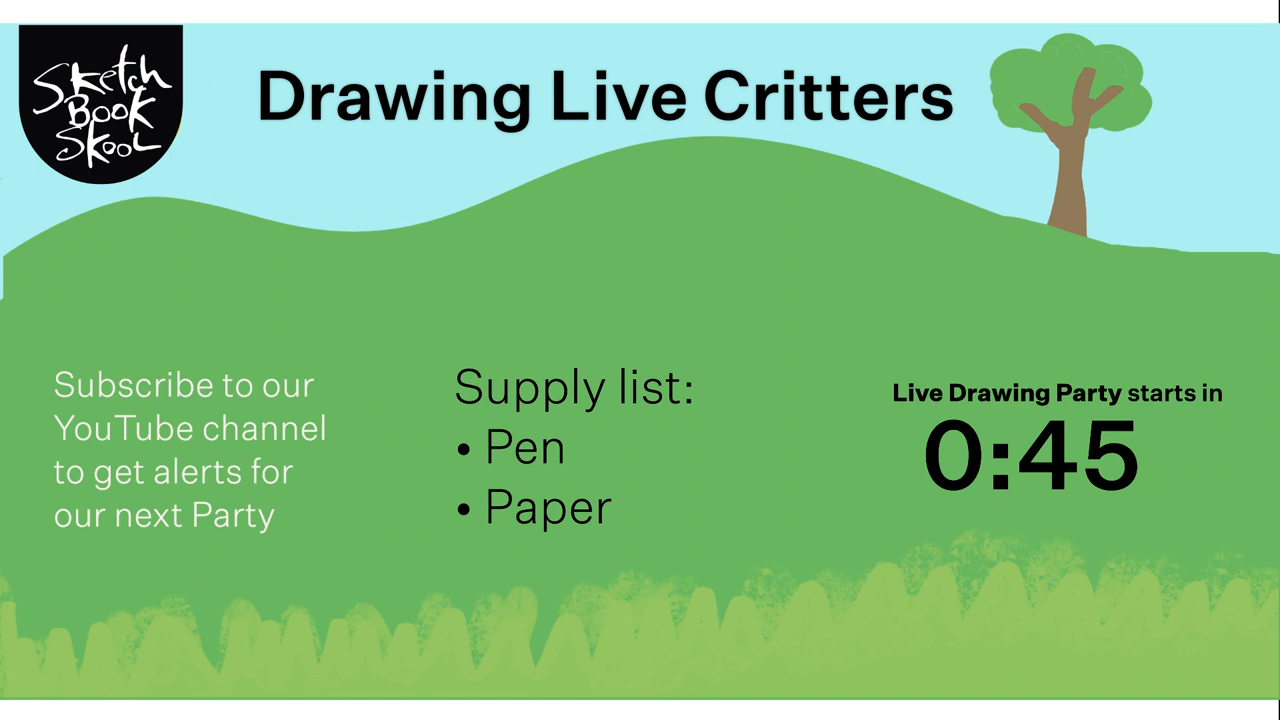 Sketch
Book
Skool
Drawing Live Critters
Subscribe to our
YouTube channel
to get alerts for
our next Party
Supply list:
• Pen
• Paper
Live Drawing Party starts in
0:45